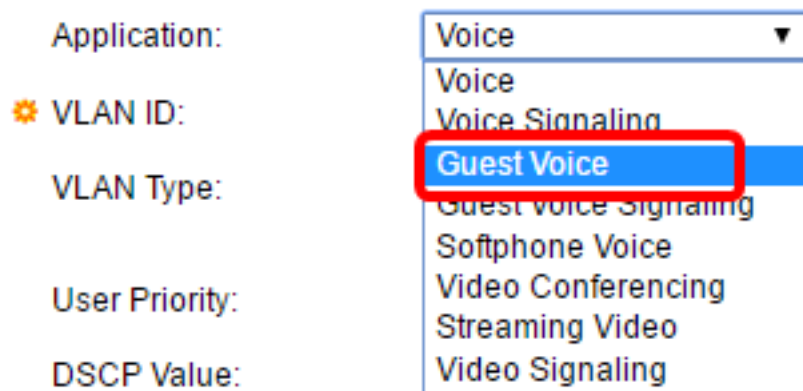 Application: Voice
Voice
VLAN ID: Voice Signaling
Guest Voice
VLAN Type:
Guest Voice Signaling
Softphone Voice
User Priority: Video Conferencing
Streaming Video
DSCP Value: Video Signaling